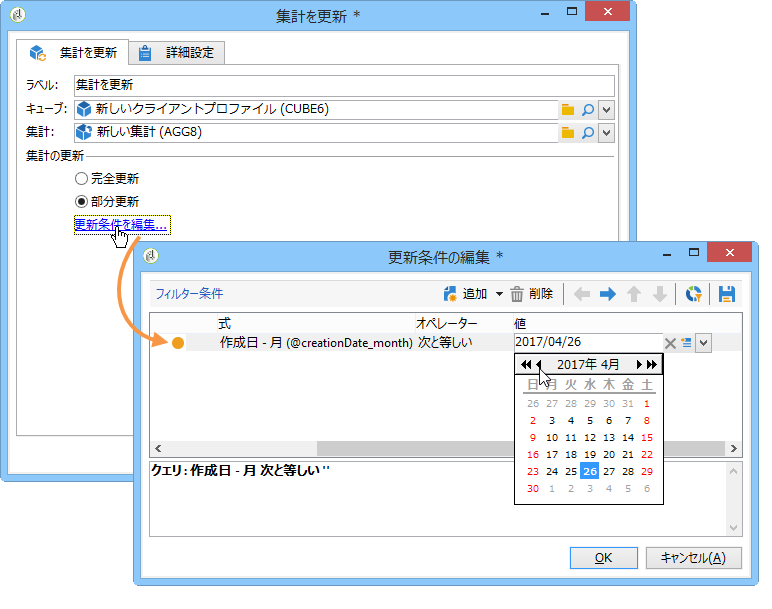 集計を更新 *
集計を更新 詳細設定
ラベル: 集計を更新
キューブ: 新しいクライアントプロファイル (CUBE6)
集計: 新しい集計 (AGG8)
集計の更新
完全更新
部分更新
更新条件を編集...
更新条件の編集 *
フィルター条件 追加 削除
式 オペレーター 値
作成日 - 月 (@creationDate_month) 次と等しい 2017/04/26
2017年 4月
日 月 火 水 木 金 土
26 27 28 29 30 31 1
2 3 4 5 6 7 8
9 10 11 12 13 14 15
16 17 18 19 20 21 22
23 24 25 26 27 28 29
30 1 2 3 4 5 6
クエリ: 作成日 - 月 次と等しい ''
OK キャンセル(A)